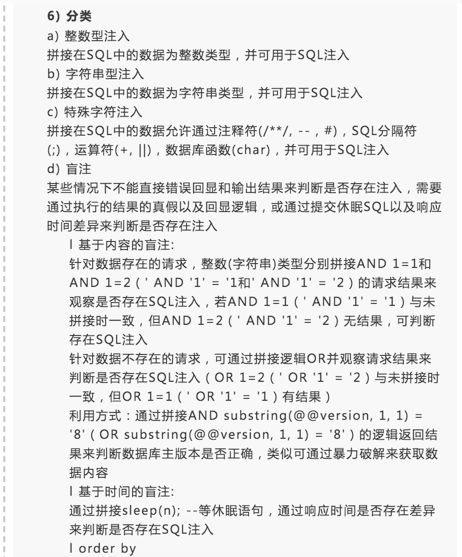 6) 分类
a) 整数型注入
拼接在SQL中的数据为整数类型，并可用于SQL注入
b) 字符串型注入
拼接在SQL中的数据为字符串类型，并可用于SQL注入
c) 特殊字符注入
拼接在SQL中的数据允许通过注释符(/**/, -- , #)，SQL分隔符
(;)，运算符(+, ||)，数据库函数(char)，并可用于SQL注入
d) 盲注
某些情况下不能直接错误回显和输出结果来判断是否存在注入，需要
通过执行的结果的真假以及回显逻辑，或通过提交休眠SQL以及响应
时间差异来判断是否存在注入
l 基于内容的盲注:
针对数据存在的请求，整数(字符串)类型分别拼接AND 1=1和
AND 1=2（' AND '1' = '1和' AND '1' = '2）的请求结果来
观察是否存在SQL注入，若AND 1=1（' AND '1' = '1）与未
拼接时一致，但AND 1=2（' AND '1' = '2）无结果，可判断
存在SQL注入
针对数据不存在的请求，可通过拼接逻辑OR并观察请求结果来
判断是否存在SQL注入（OR 1=2（' OR '1' = '2）与未拼接时
一致，但OR 1=1（' OR '1' = '1）有结果）
利用方式：通过拼接AND substring(@@version, 1, 1) =
'8'（OR substring(@@version, 1, 1) = '8'）的逻辑返回结
果来判断数据库主版本是否正确，类似可通过暴力破解来获取数
据内容
l 基于时间的盲注:
通过拼接sleep(n); --等休眠语句，通过响应时间是否存在差异
来判断是否存在SQL注入
l order by